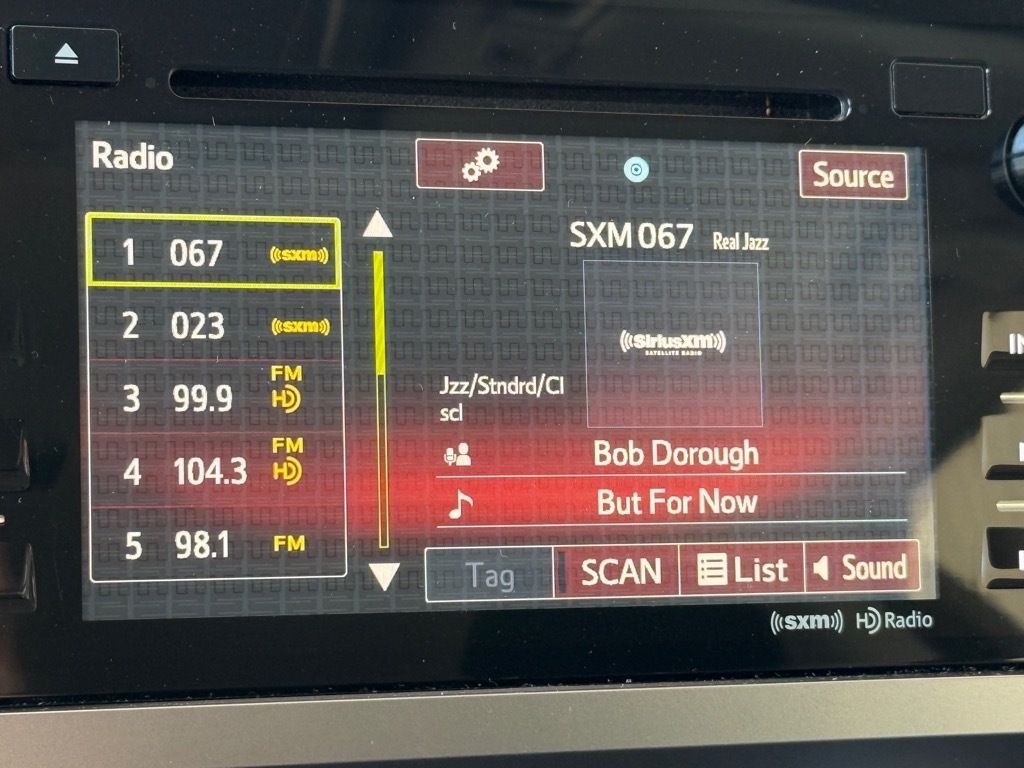 Radio
Source
1 067 ((sxm))
2 023 ((sxm))
3 99.9 FM HD
4 104.3 FM HD
5 98.1 FM
SXM 067 Real Jazz
((SiriusXM))
SATELLITE RADIO
Jzz/Stndrd/Cl
scl
Bob Dorough
But For Now
Tag SCAN List Sound
((sxm)) HD Radio